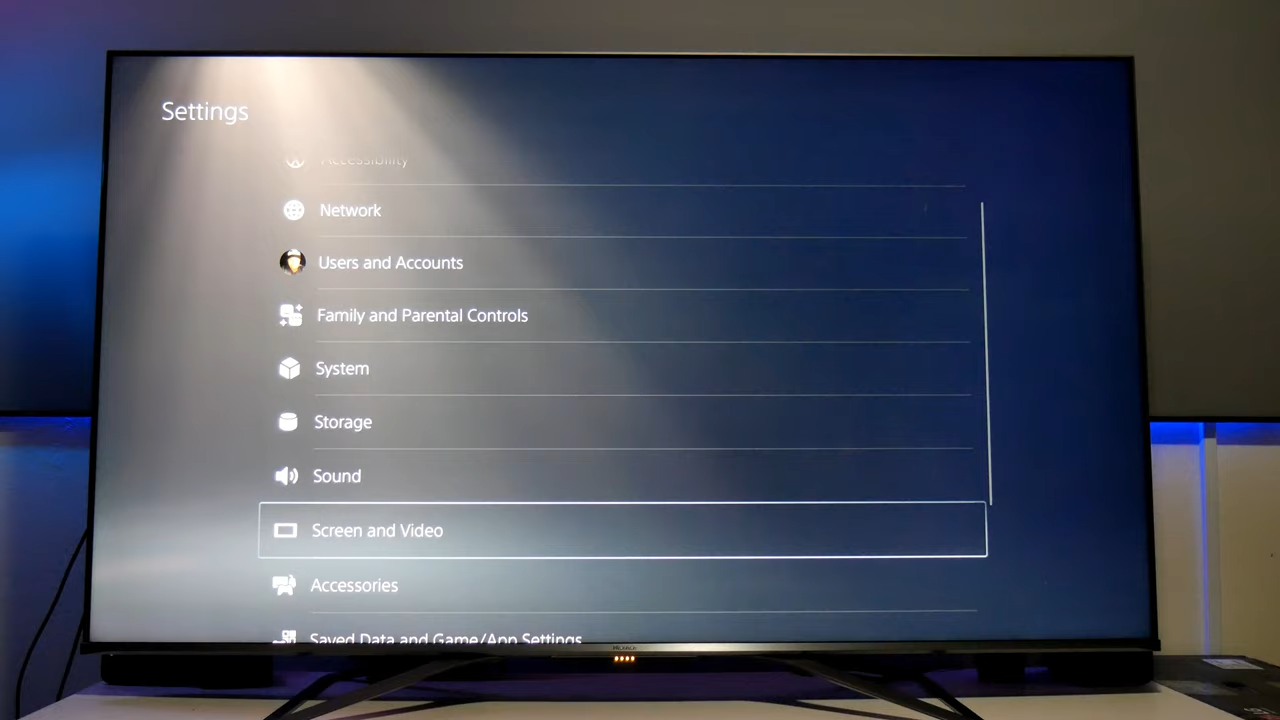 Settings
Accessibility
Network
Users and Accounts
Family and Parental Controls
System
Storage
Sound
Screen and Video
Accessories
Saved Data and Game/App Settings